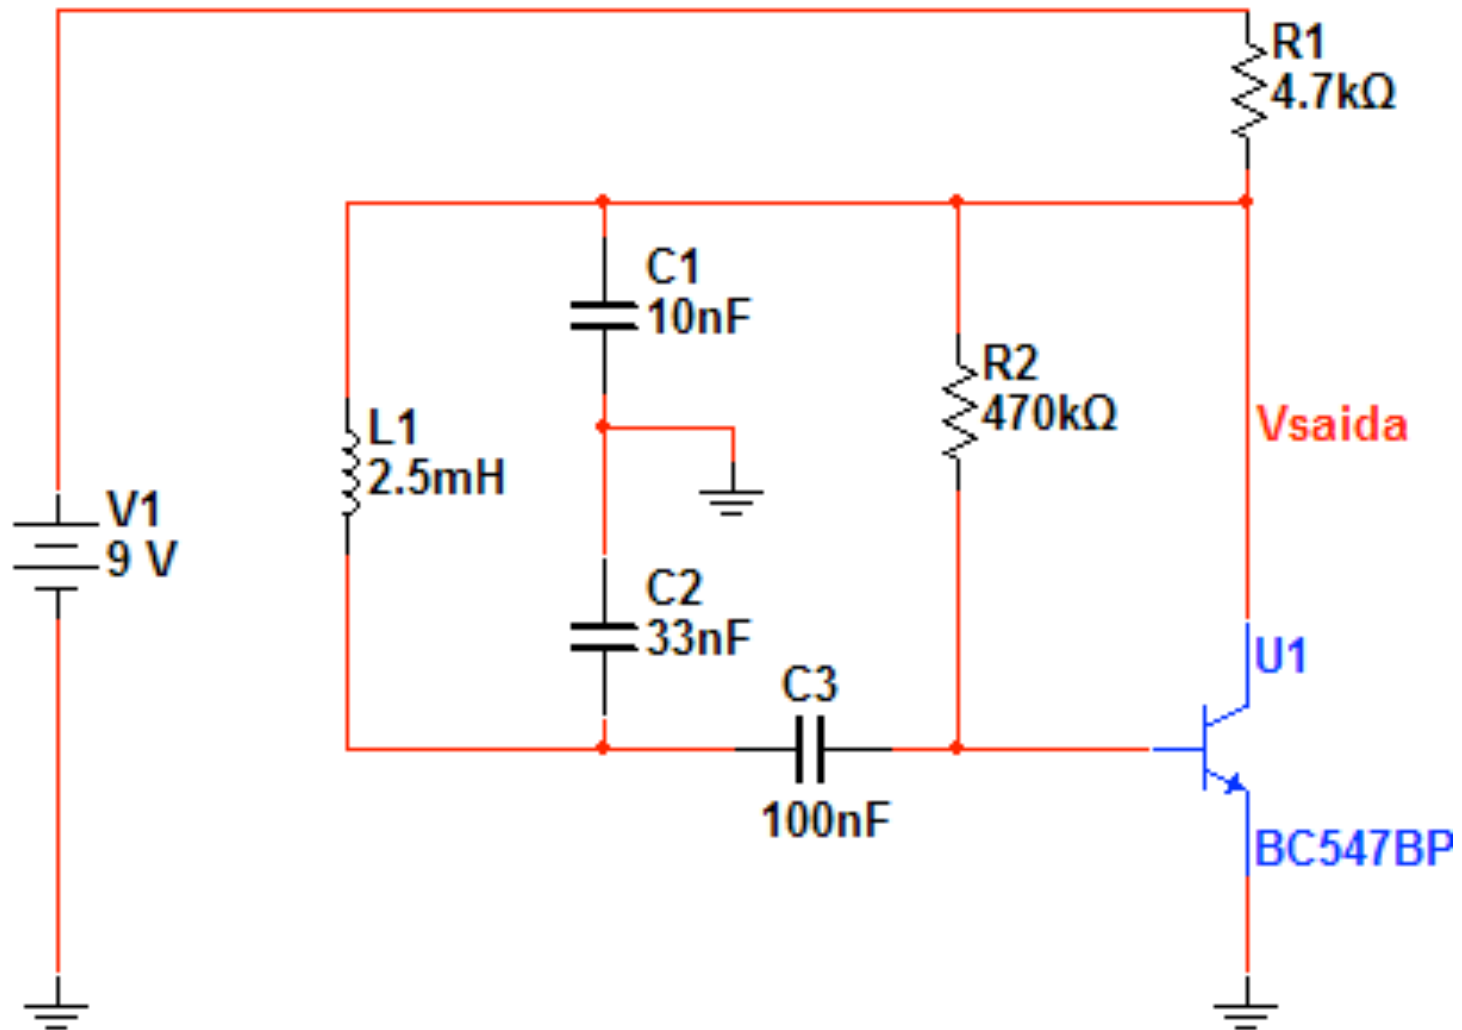 R1
4.7kΩ
C1
10nF
R2
470kΩ
L1
2.5mH
Vsaida
V1
9 V
C2
33nF
U1
C3
100nF
BC547BP